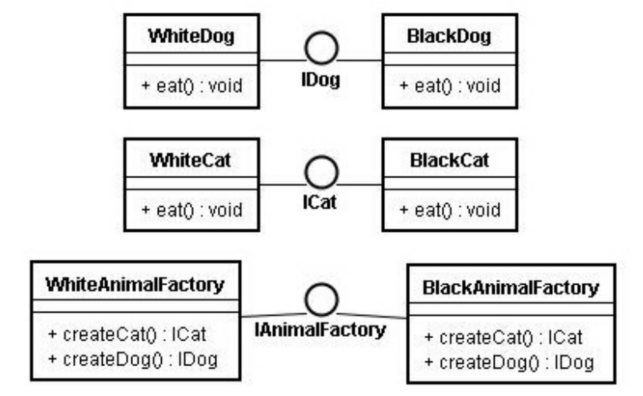 WhiteDog
+ eat() : void
IDog
BlackDog
+ eat() : void
WhiteCat
+ eat() : void
ICat
BlackCat
+ eat() : void
WhiteAnimalFactory
+ createCat() : ICat
+ createDog() : IDog
IAnimalFactory
BlackAnimalFactory
+ createCat() : ICat
+ createDog() : IDog